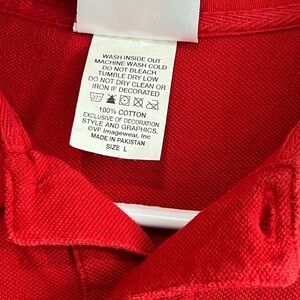 WASH INSIDE OUT
MACHINE WASH COLD
DO NOT BLEACH
TUMBLE DRY LOW
DO NOT DRY CLEAN OR
IRON IF DECORATED
100% COTTON
EXCLUSIVE OF DECORATION
STYLE AND GRAPHICS,
©VF Imagewear, Inc.
MADE IN PAKISTAN
SIZE L